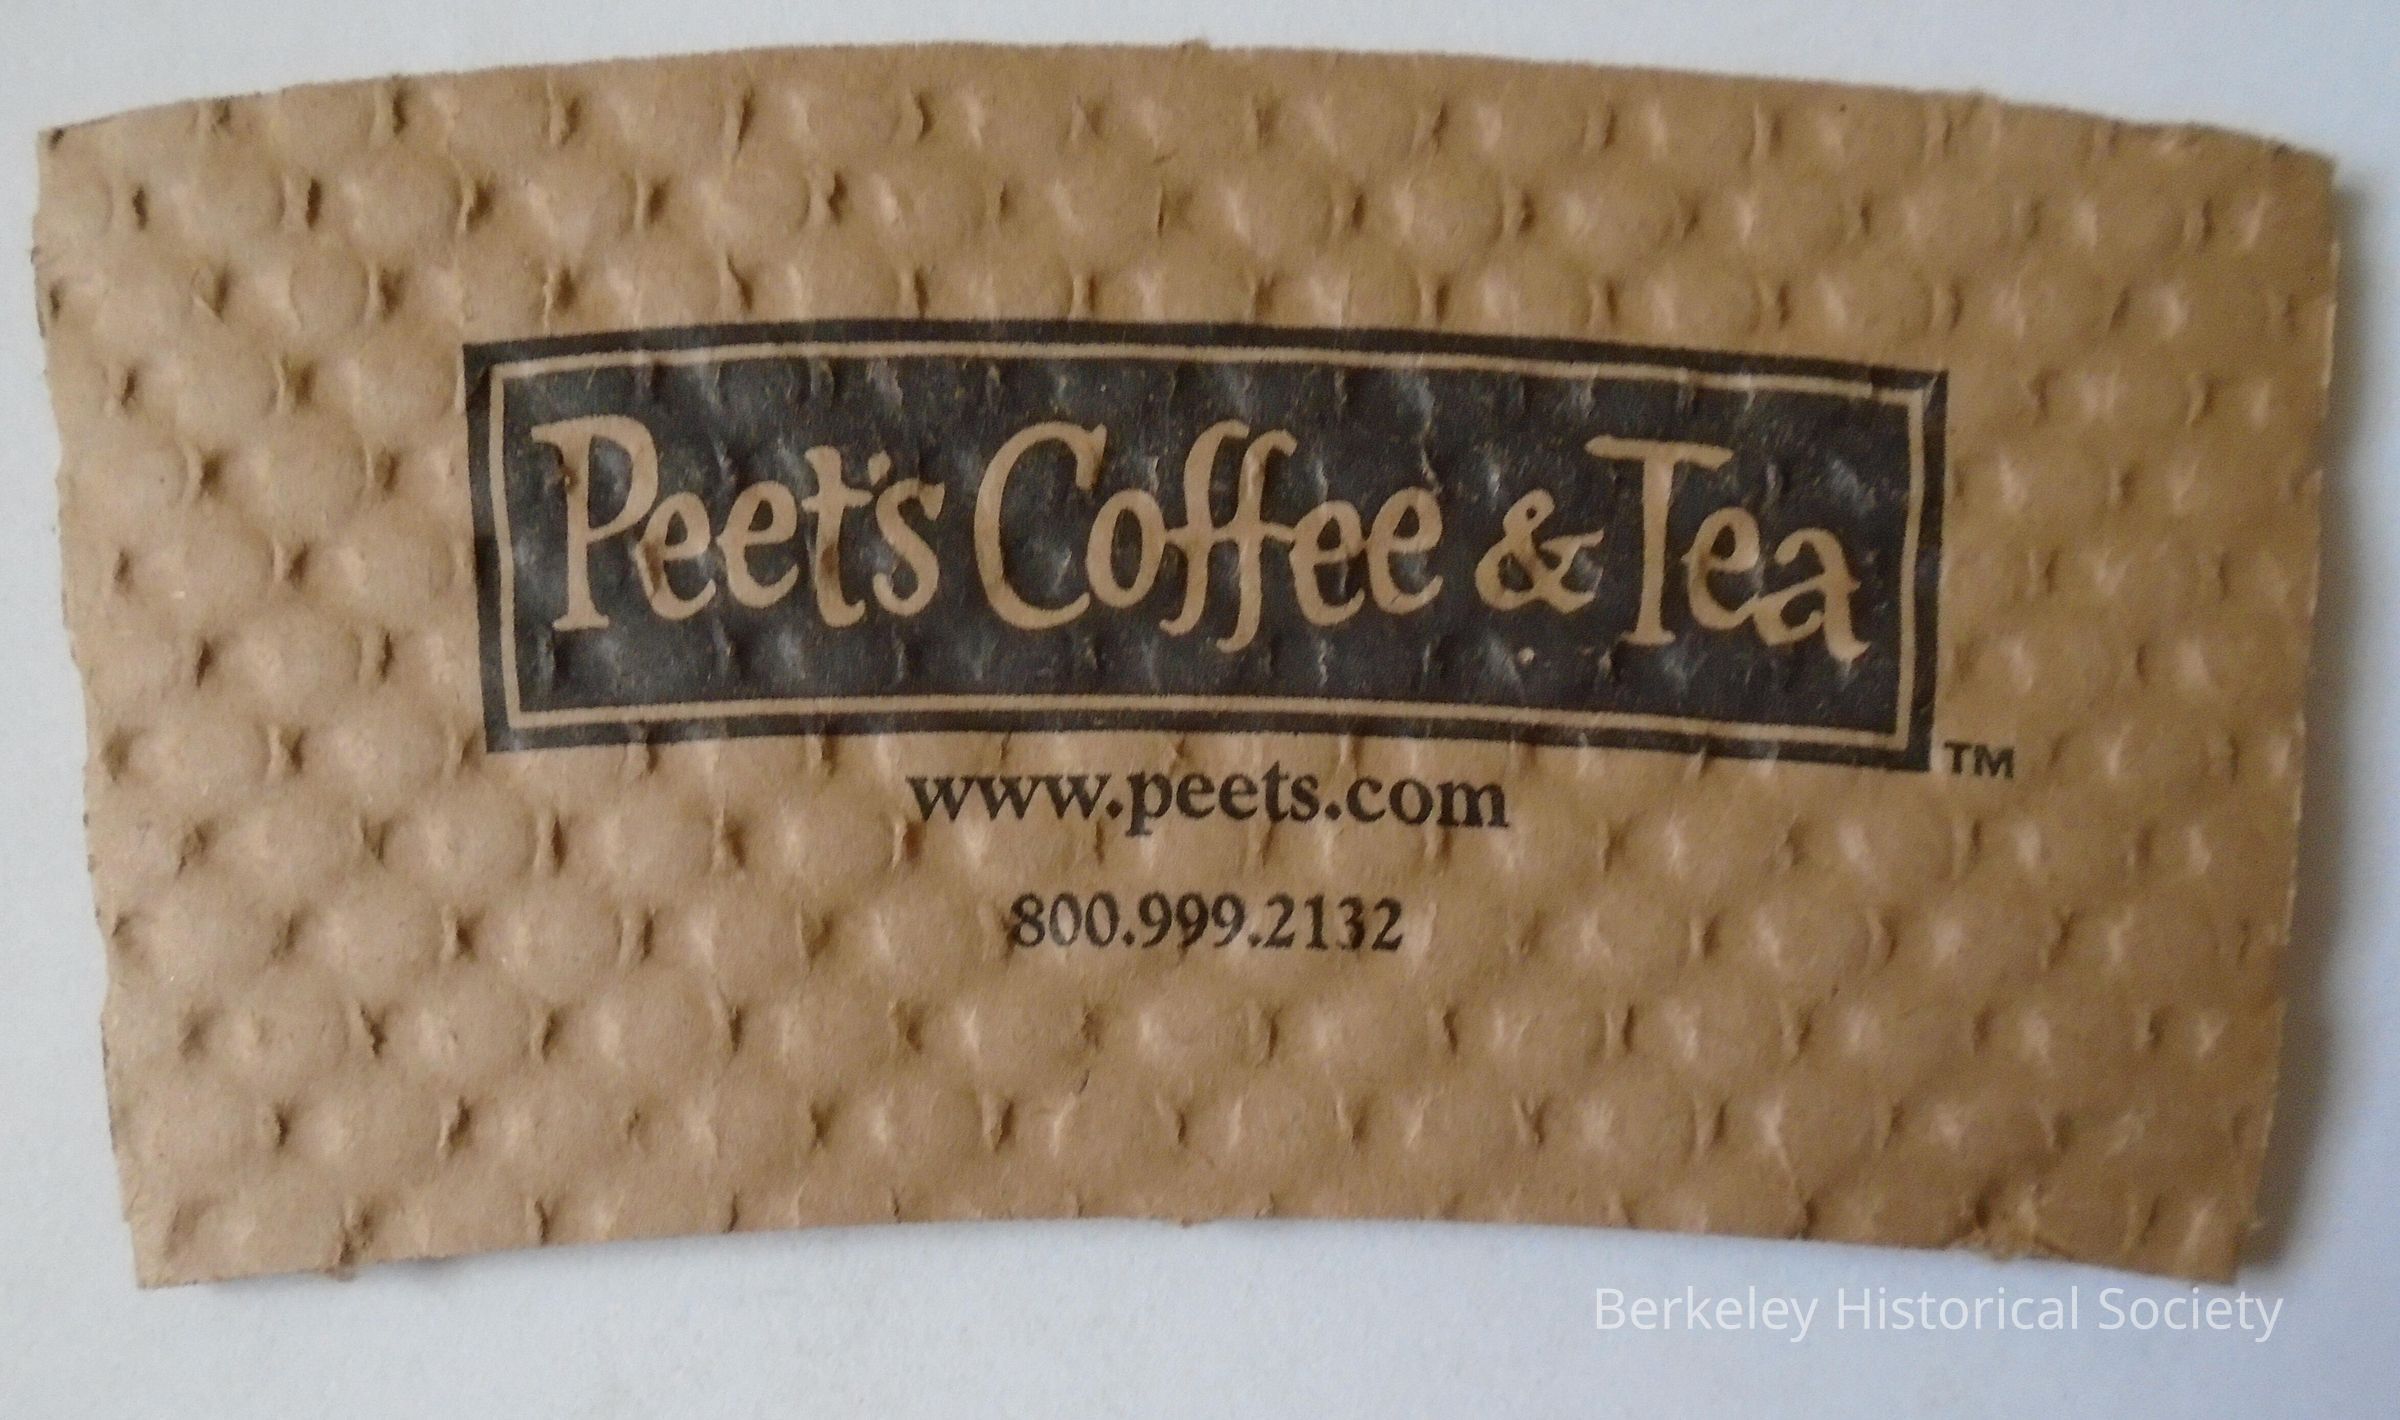 Peet's Coffee & Tea
TM
www.peets.com
800.999.2132
Berkeley Historical Society